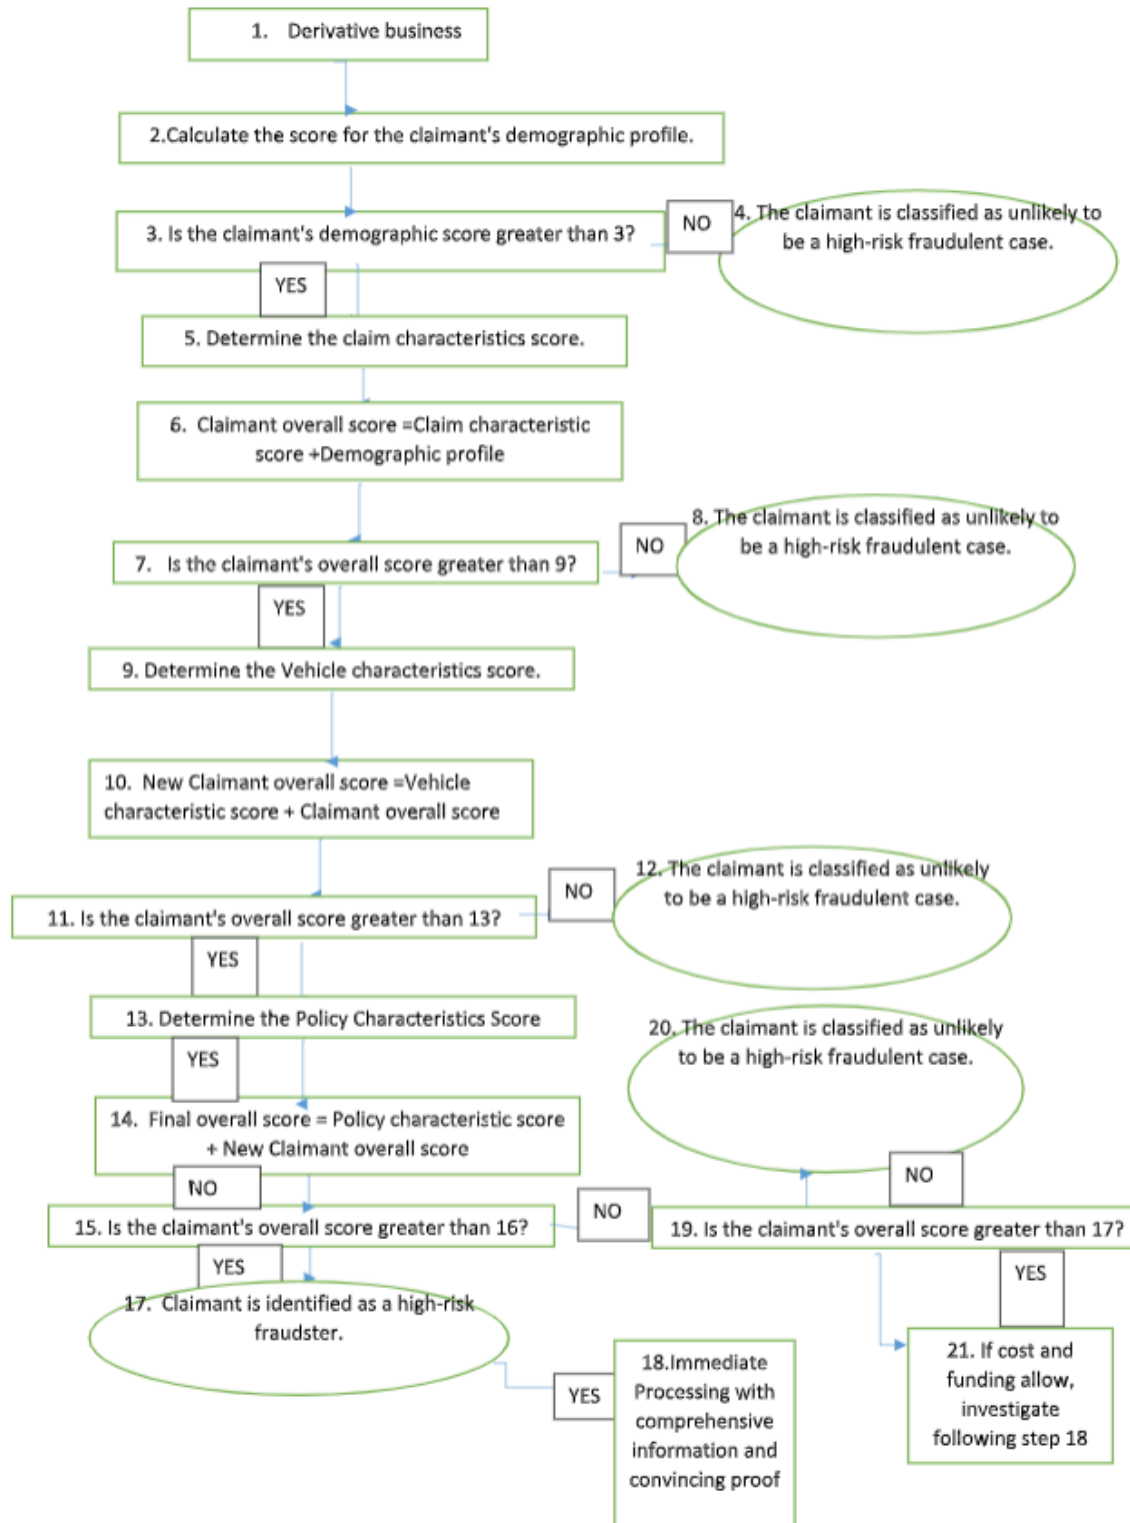 1. Derivative business
2.Calculate the score for the claimant's demographic profile.
3. Is the claimant's demographic score greater than 3?
NO
4. The claimant is classified as unlikely to
be a high-risk fraudulent case.
YES
5. Determine the claim characteristics score.
6. Claimant overall score =Claim characteristic
score +Demographic profile
7. Is the claimant's overall score greater than 9?
NO
8. The claimant is classified as unlikely to
be a high-risk fraudulent case.
YES
9. Determine the Vehicle characteristics score.
10. New Claimant overall score =Vehicle
characteristic score + Claimant overall score
11. Is the claimant's overall score greater than 13?
NO
12. The claimant is classified as unlikely
to be a high-risk fraudulent case.
YES
13. Determine the Policy Characteristics Score
YES
14. Final overall score = Policy characteristic score
+ New Claimant overall score
NO
15. Is the claimant's overall score greater than 16?
NO
19. Is the claimant's overall score greater than 17?
NO
20. The claimant is classified as unlikely
to be a high-risk fraudulent case.
YES
17. Claimant is identified as a high-risk
fraudster.
YES
18.Immediate
Processing with
comprehensive
information and
convincing proof
YES
21. If cost and
funding allow,
investigate
following step 18